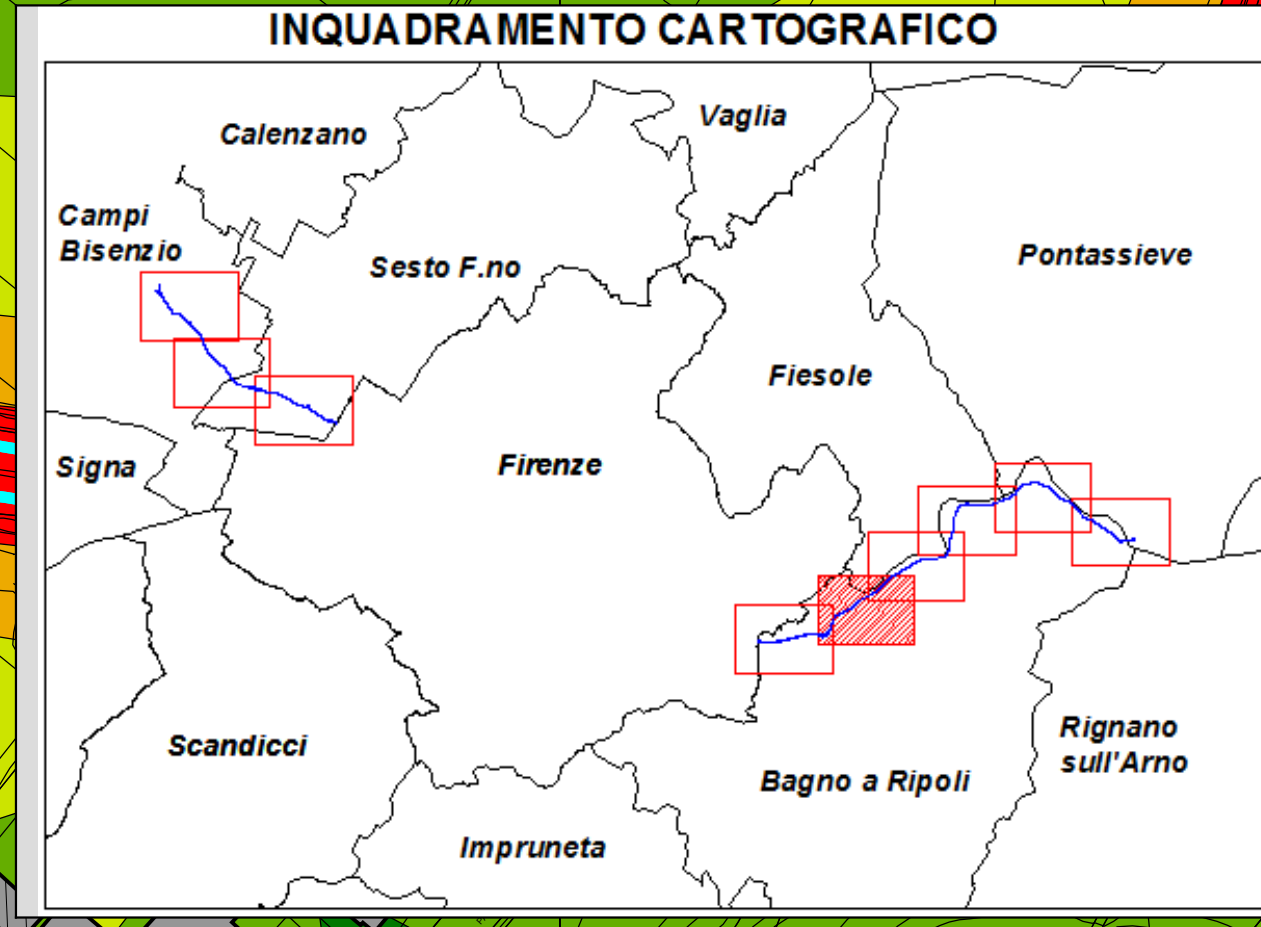 INQUADRAMENTO CARTOGRAFICO
Vaglia
Calenzano
Campi
Bisenzio
Sesto F.no
Pontassieve
Fiesole
Signa
Firenze
Scandicci
Rignano
sull'Arno
Bagno a Ripoli
Impruneta